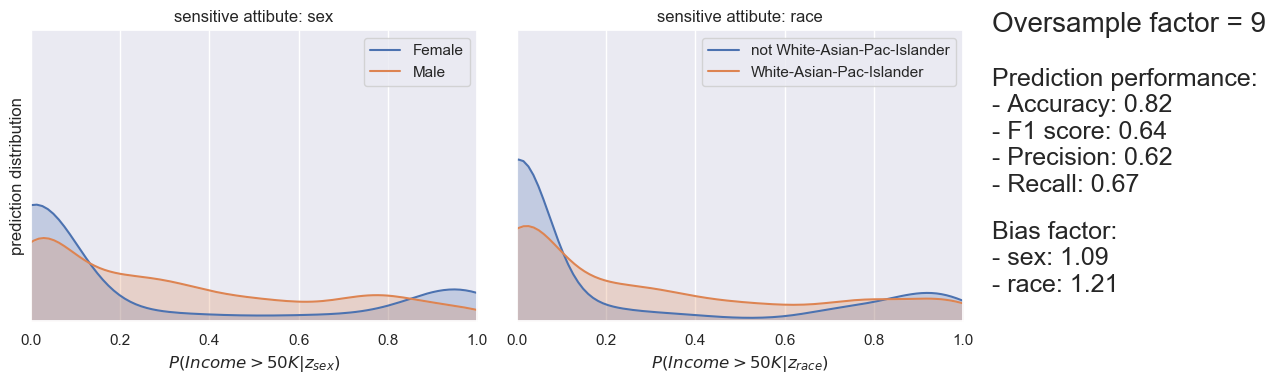 sensitive attibute: sex
Female
Male
prediction distribution
0.0 0.2 0.4 0.6 0.8 1.0
P(Income > 50K|z_sex)
sensitive attibute: race
not White-Asian-Pac-Islander
White-Asian-Pac-Islander
0.0 0.2 0.4 0.6 0.8 1.0
P(Income > 50K|z_race)
Oversample factor = 9
Prediction performance:
- Accuracy: 0.82
- F1 score: 0.64
- Precision: 0.62
- Recall: 0.67
Bias factor:
- sex: 1.09
- race: 1.21